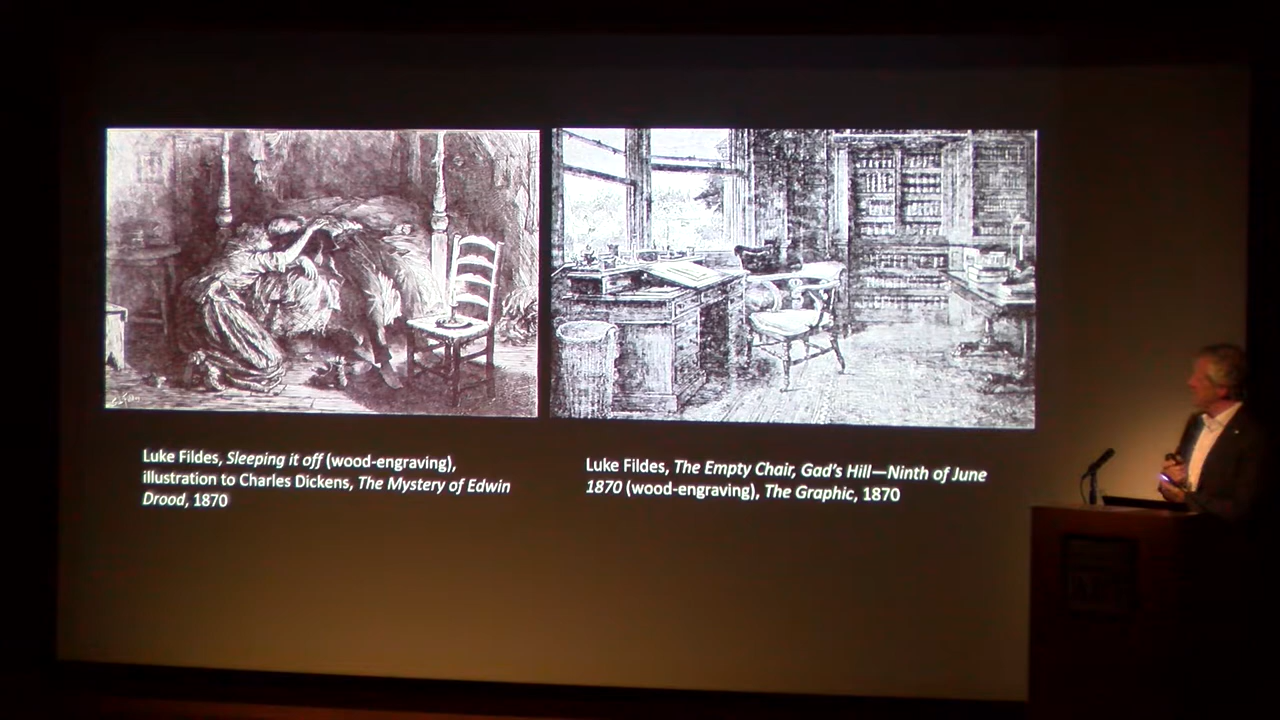 Luke Fildes, Sleeping it off (wood-engraving),
illustration to Charles Dickens, The Mystery of Edwin
Drood, 1870
Luke Fildes, The Empty Chair, Gad's Hill—Ninth of June
1870 (wood-engraving), The Graphic, 1870